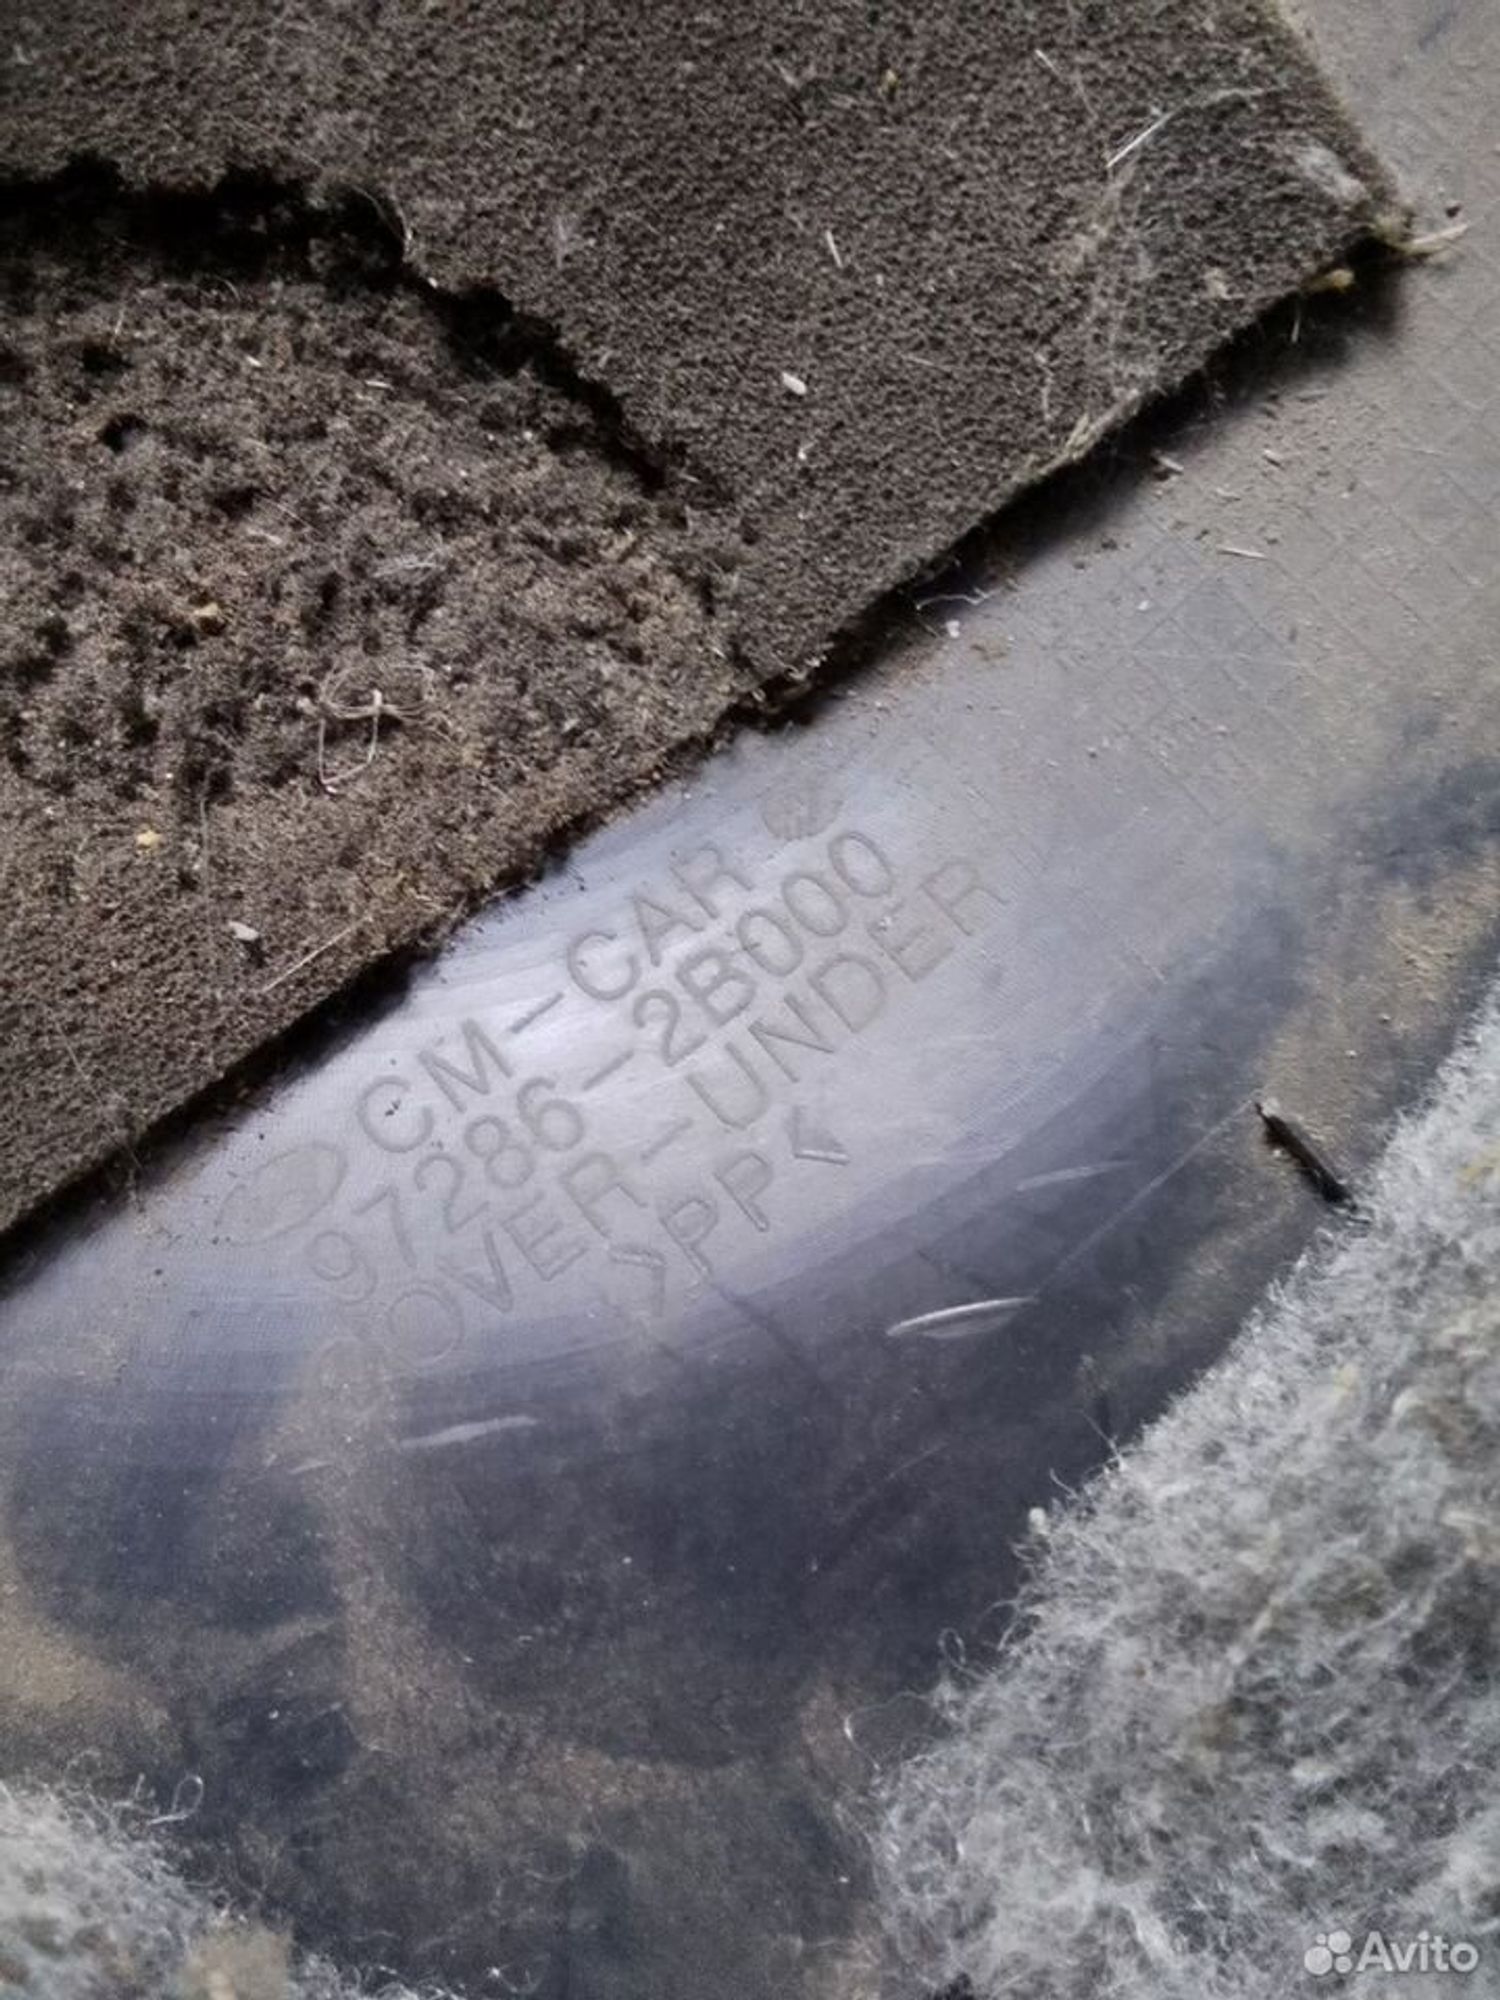 CM-CAR
97286-2B000
COVER-UNDER
>PP<
Avito